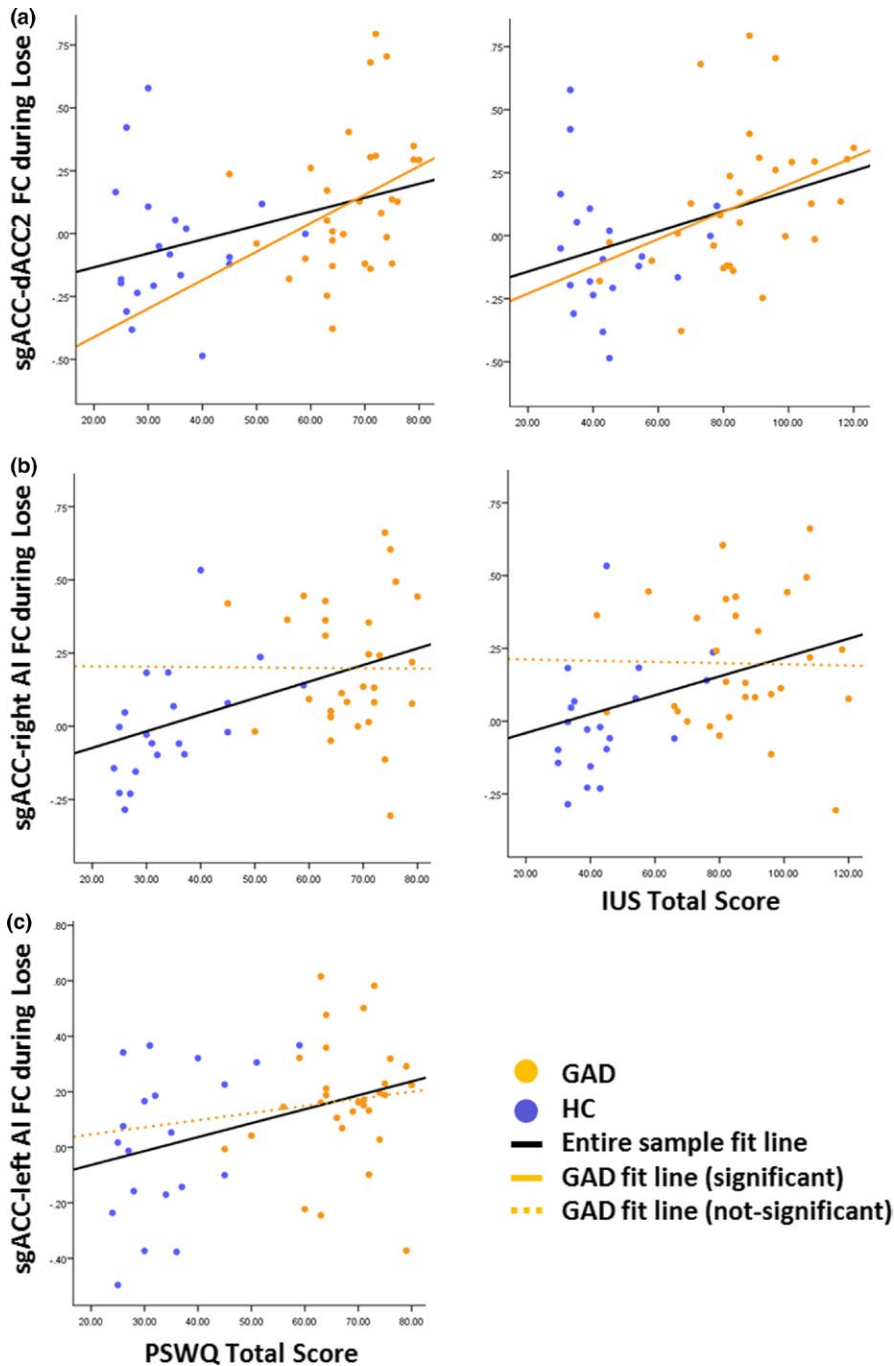 (a)
sgACC-dACC2 FC during Lose
.75
.50
.25
.00
-.25
-.50
20.00 30.00 40.00 50.00 60.00 70.00 80.00
.75
.50
.25
.00
-.25
-.50
20.00 40.00 60.00 80.00 100.00 120.00
(b)
sgACC-right AI FC during Lose
.75
.50
.25
.00
-.25
20.00 30.00 40.00 50.00 60.00 70.00 80.00
.75
.50
.25
.00
-.25
20.00 40.00 60.00 80.00 100.00 120.00
IUS Total Score
(c)
sgACC-left AI FC during Lose
.80
.60
.40
.20
.00
-.20
-.40
20.00 30.00 40.00 50.00 60.00 70.00 80.00
PSWQ Total Score
GAD
HC
Entire sample fit line
GAD fit line (significant)
GAD fit line (not-significant)